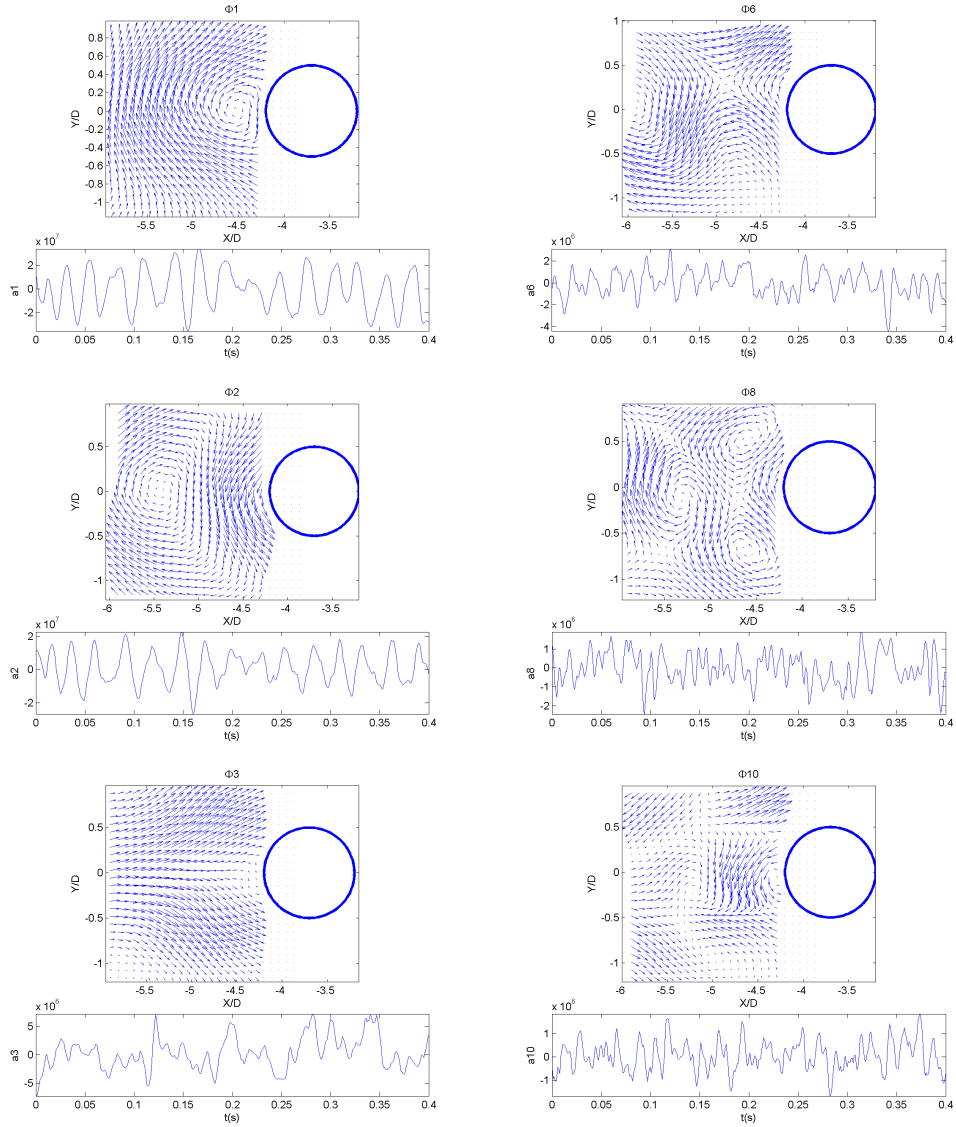 Φ1
0.8
0.6
0.4
0.2
0
-0.2
-0.4
-0.6
-0.8
-1
Y/D
-5.5 -5 -4.5 -4 -3.5
X/D
x 10^7
2
0
-2
a1
0 0.05 0.1 0.15 0.2 0.25 0.3 0.35 0.4
t(s)
Φ6
1
0.5
0
-0.5
-1
Y/D
-6 -5.5 -5 -4.5 -4 -3.5
X/D
x 10^6
2
0
-2
-4
a6
0 0.05 0.1 0.15 0.2 0.25 0.3 0.35 0.4
t(s)
Φ2
0.5
0
-0.5
-1
Y/D
-6 -5.5 -5 -4.5 -4 -3.5
X/D
x 10^7
2
0
-2
a2
0 0.05 0.1 0.15 0.2 0.25 0.3 0.35 0.4
t(s)
Φ8
0.5
0
-0.5
-1
Y/D
-5.5 -5 -4.5 -4 -3.5
X/D
x 10^6
1
0
-1
-2
a8
0 0.05 0.1 0.15 0.2 0.25 0.3 0.35 0.4
t(s)
Φ3
0.5
0
-0.5
-1
Y/D
-5.5 -5 -4.5 -4 -3.5
X/D
x 10^6
5
0
-5
a3
0 0.05 0.1 0.15 0.2 0.25 0.3 0.35 0.4
t(s)
Φ10
1
0.5
0
-0.5
-1
Y/D
-6 -5.5 -5 -4.5 -4 -3.5
X/D
x 10^6
1
0
-1
a10
0 0.05 0.1 0.15 0.2 0.25 0.3 0.35 0.4
t(s)